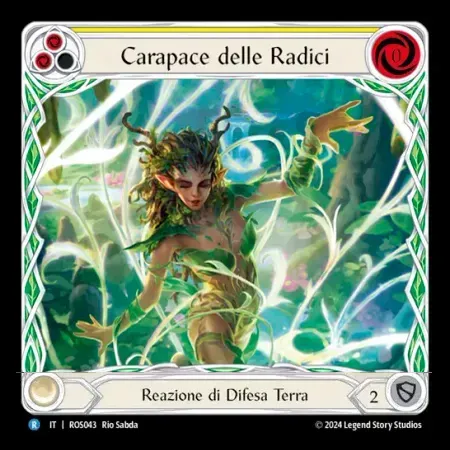 Carapace delle Radici
Reazione di Difesa Terra
2
R IT | ROS043 Rio Sabda
© 2024 Legend Story Studios